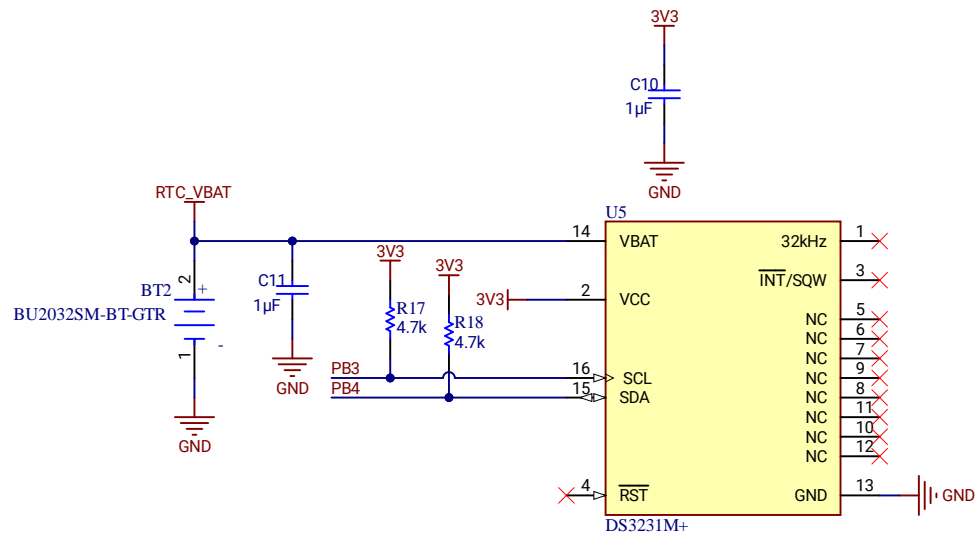 3V3
C10
1µF
GND
RTC_VBAT
U5
14
VBAT
32kHz
1
C11
1µF
3V3
3V3
INT/SQW
3
2
BT2
+
BU2032SM-BT-GTR
R17
4.7k
R18
4.7k
3V3
2
VCC
NC
5
NC
6
NC
7
1
-
GND
PB3
16
SCL
NC
9
PB4
15
SDA
NC
8
NC
11
NC
10
NC
12
GND
4
RST
GND
13
GND
DS3231M+